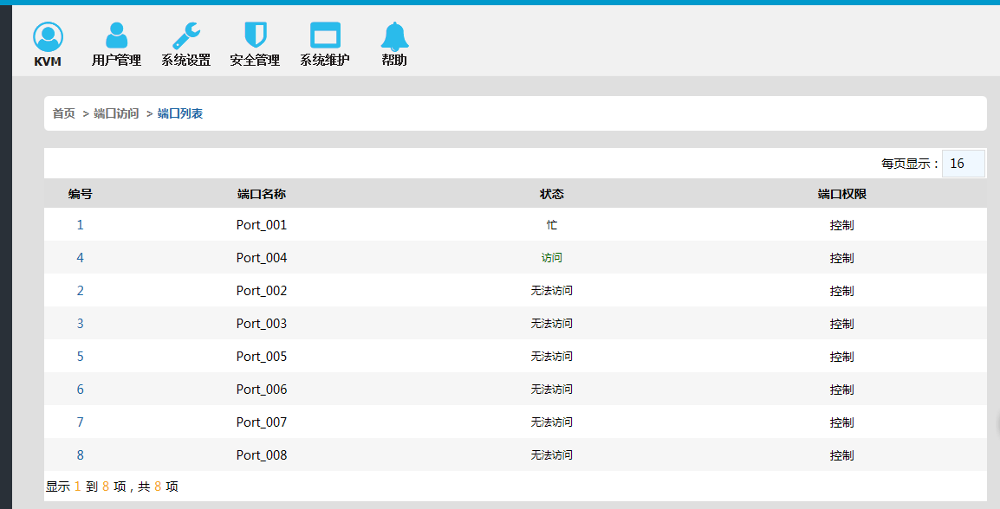 KVM 用户管理 系统设置 安全管理 系统维护 帮助
首页 > 端口访问 > 端口列表
每页显示： 16
编号 端口名称 状态 端口权限
1 Port_001 忙 控制
4 Port_004 访问 控制
2 Port_002 无法访问 控制
3 Port_003 无法访问 控制
5 Port_005 无法访问 控制
6 Port_006 无法访问 控制
7 Port_007 无法访问 控制
8 Port_008 无法访问 控制
显示 1 到 8 项，共 8 项